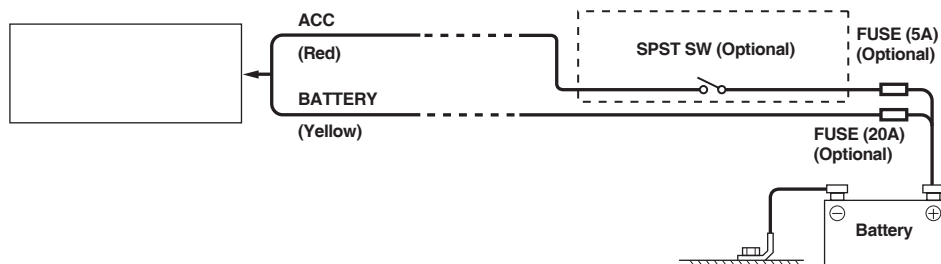 ACC
(Red)
SPST SW (Optional)
FUSE (5A)
(Optional)
BATTERY
(Yellow)
FUSE (20A)
(Optional)
Battery